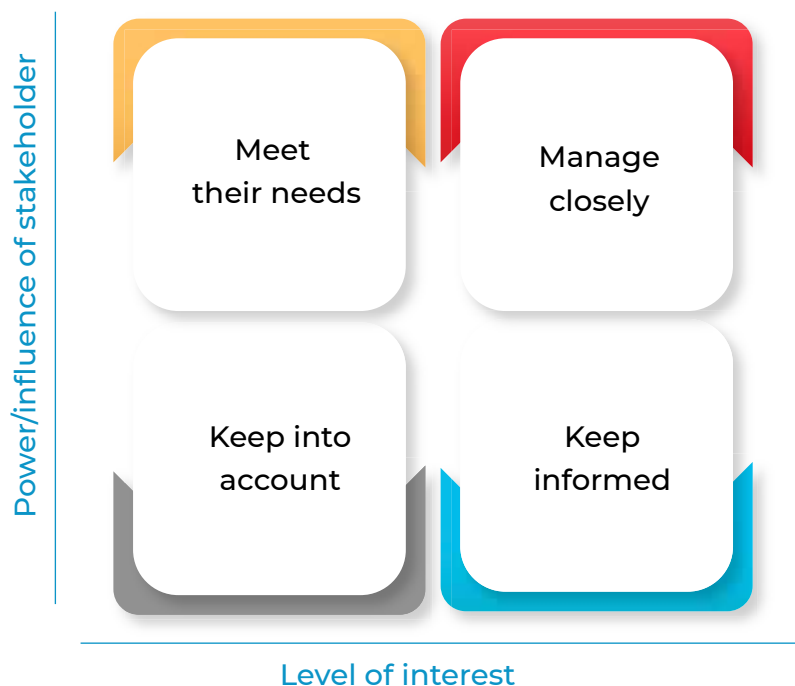 Power/influence of stakeholder
Meet
their needs
Manage
closely
Keep into
account
Keep
informed
Level of interest